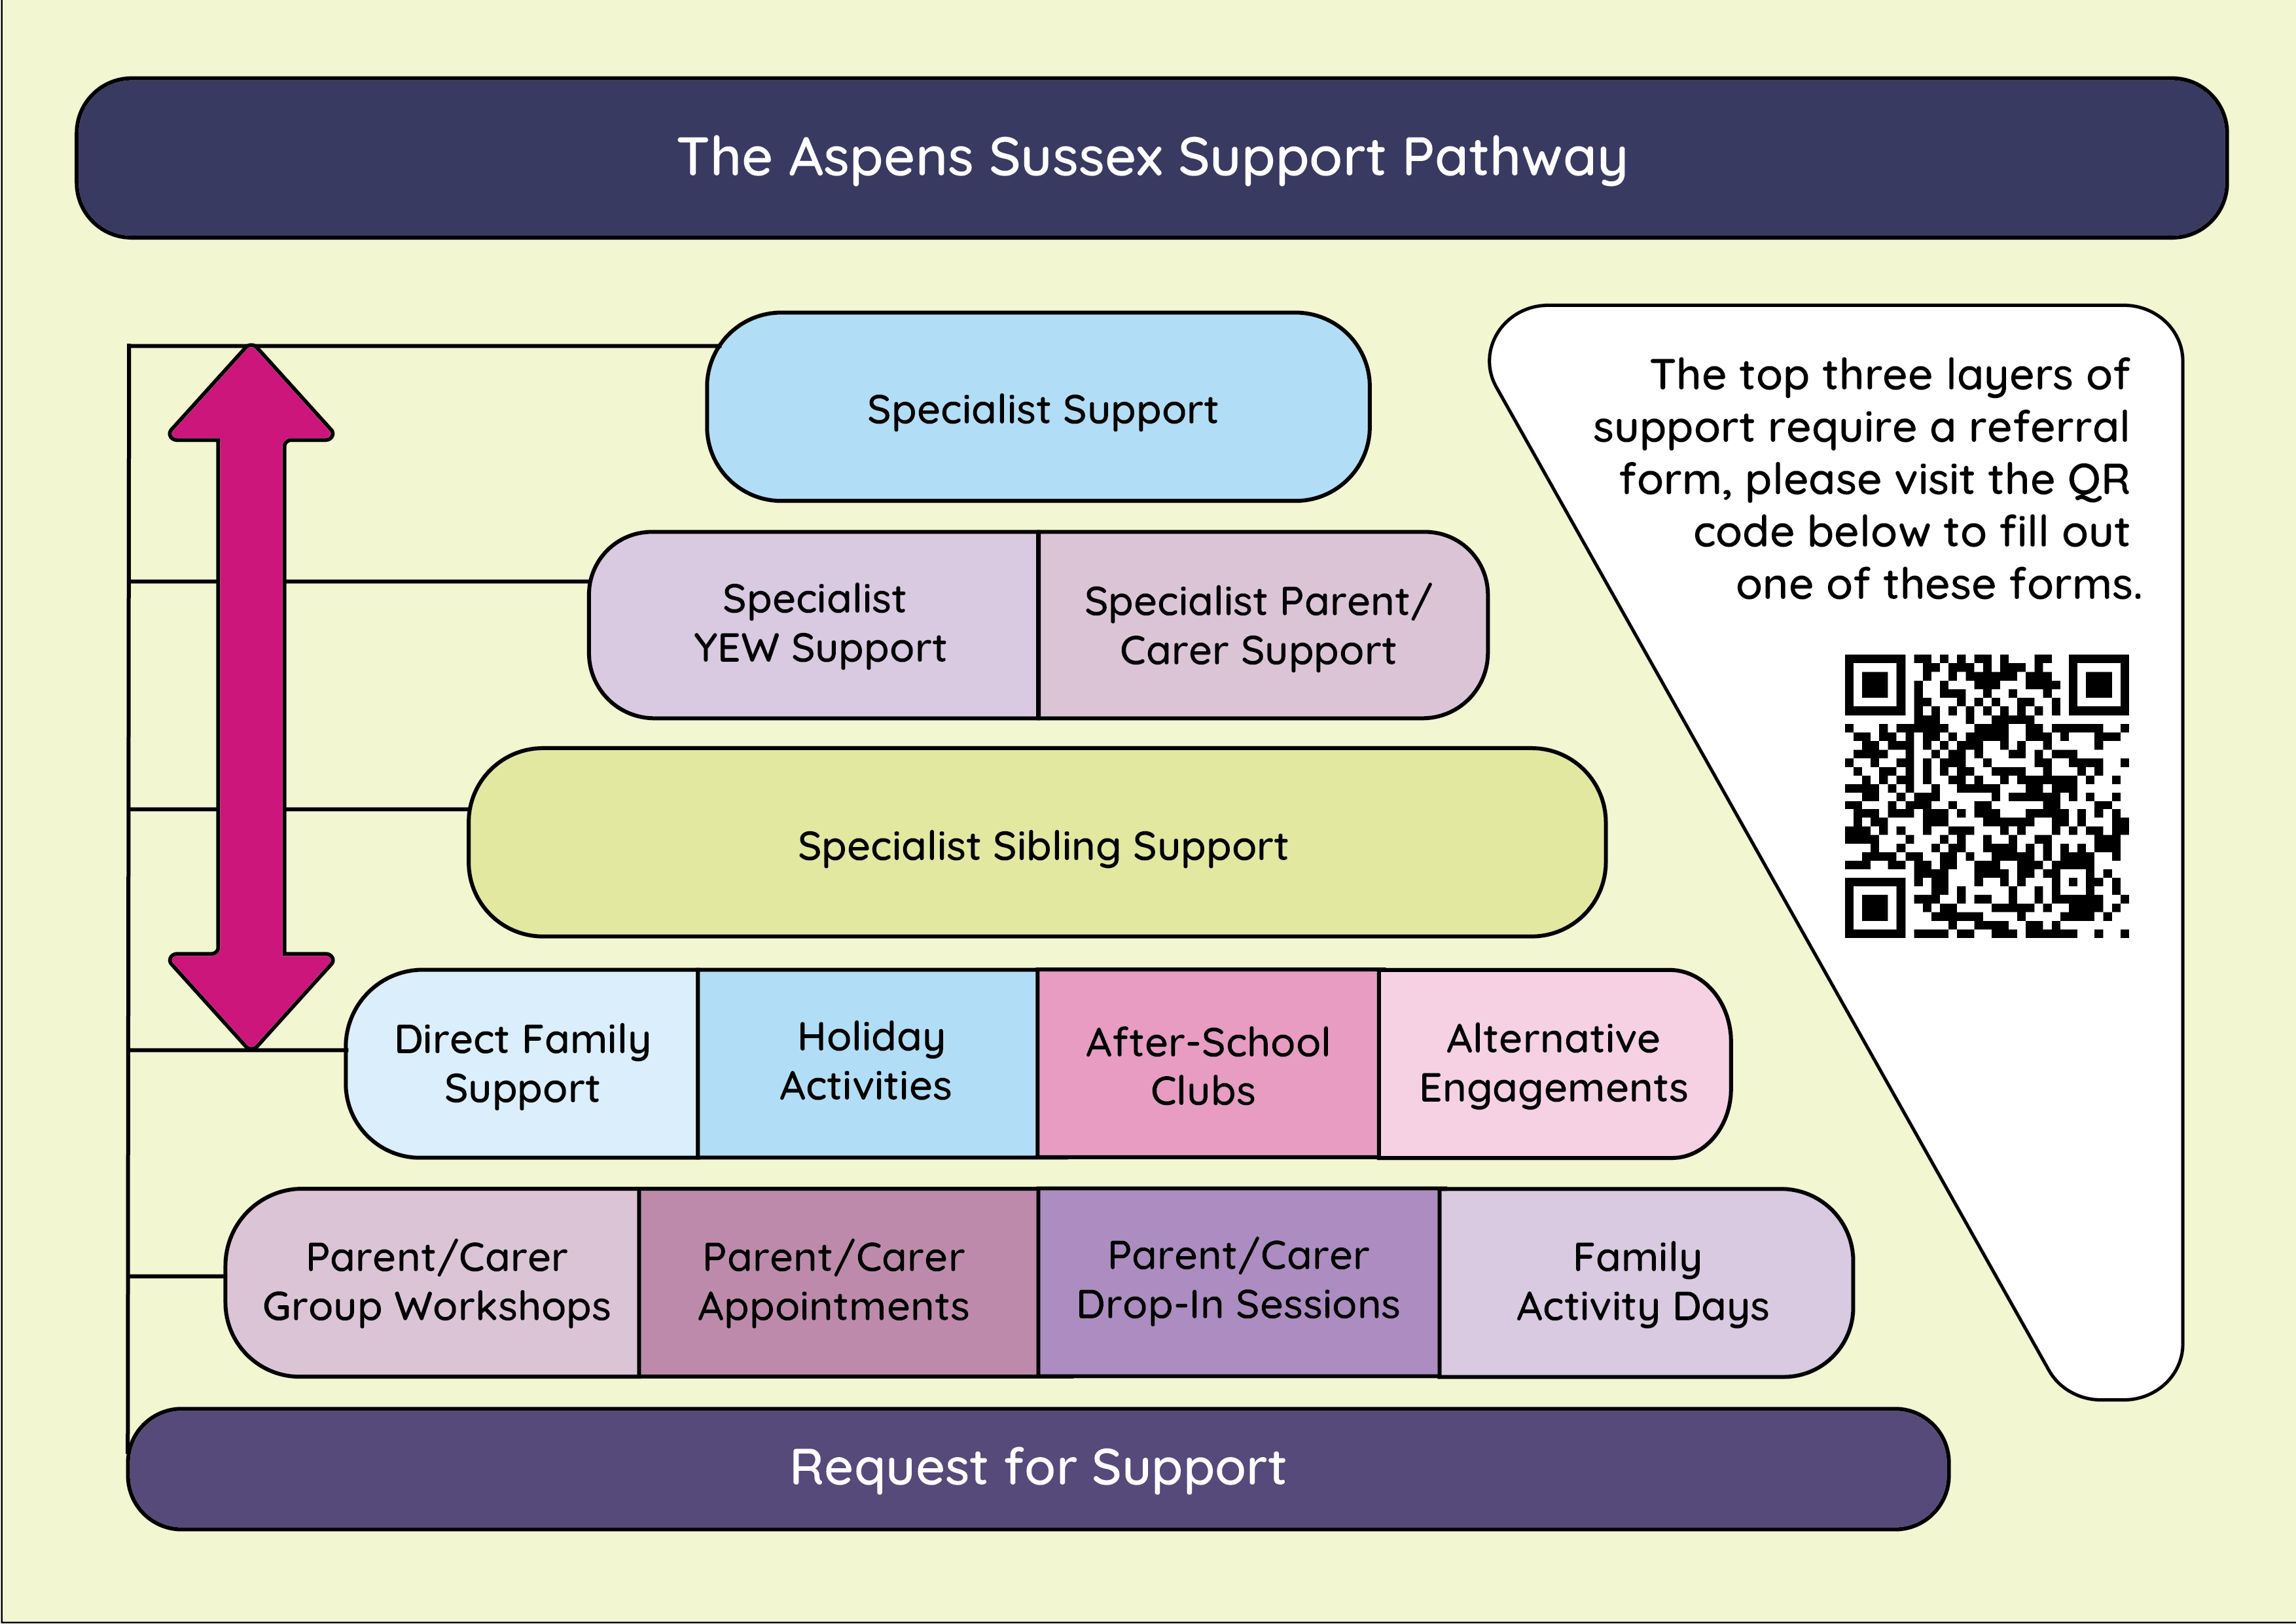 The Aspens Sussex Support Pathway
Specialist Support
Specialist
YEW Support
Specialist Parent/
Carer Support
Specialist Sibling Support
Direct Family
Support
Holiday
Activities
After-School
Clubs
Alternative
Engagements
Parent/Carer
Group Workshops
Parent/Carer
Appointments
Parent/Carer
Drop-In Sessions
Family
Activity Days
Request for Support
The top three layers of
support require a referral
form, please visit the QR
code below to fill out
one of these forms.